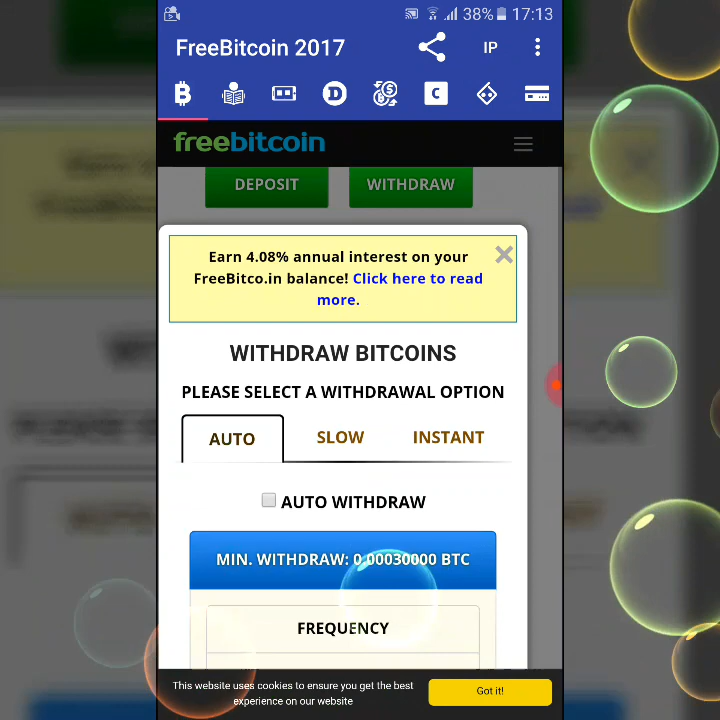 38% 17:13
FreeBitcoin 2017
IP
freebitcoin
DEPOSIT WITHDRAW
Earn 4.08% annual interest on your
FreeBitco.in balance! Click here to read
more.
WITHDRAW BITCOINS
PLEASE SELECT A WITHDRAWAL OPTION
AUTO SLOW INSTANT
AUTO WITHDRAW
MIN. WITHDRAW: 0.00030000 BTC
FREQUENCY
This website uses cookies to ensure you get the best
experience on our website
Got it!